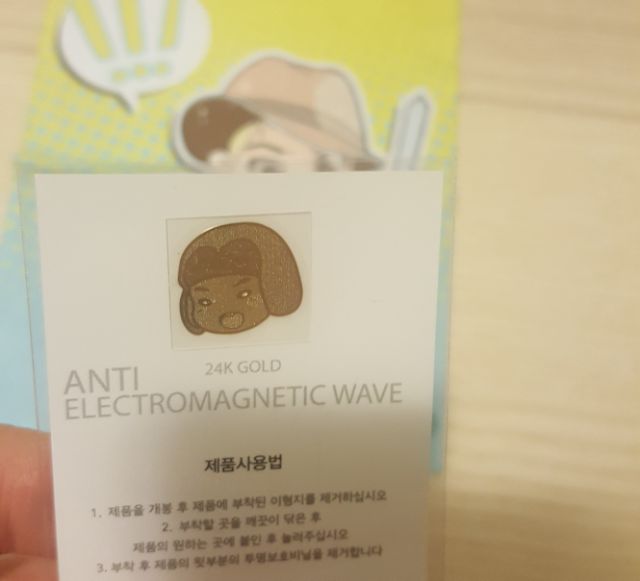 24K GOLD
ANTI
ELECTROMAGNETIC WAVE
제품사용법
1. 제품을 개봉 후 제품에 부착된 이형지를 제거하십시오
2. 부착할 곳을 깨끗이 닦은 후
제품의 원하는 곳에 붙인 후 눌러주십시오
3. 부착 후 제품의 윗부분의 투명보호비닐을 제거합니다